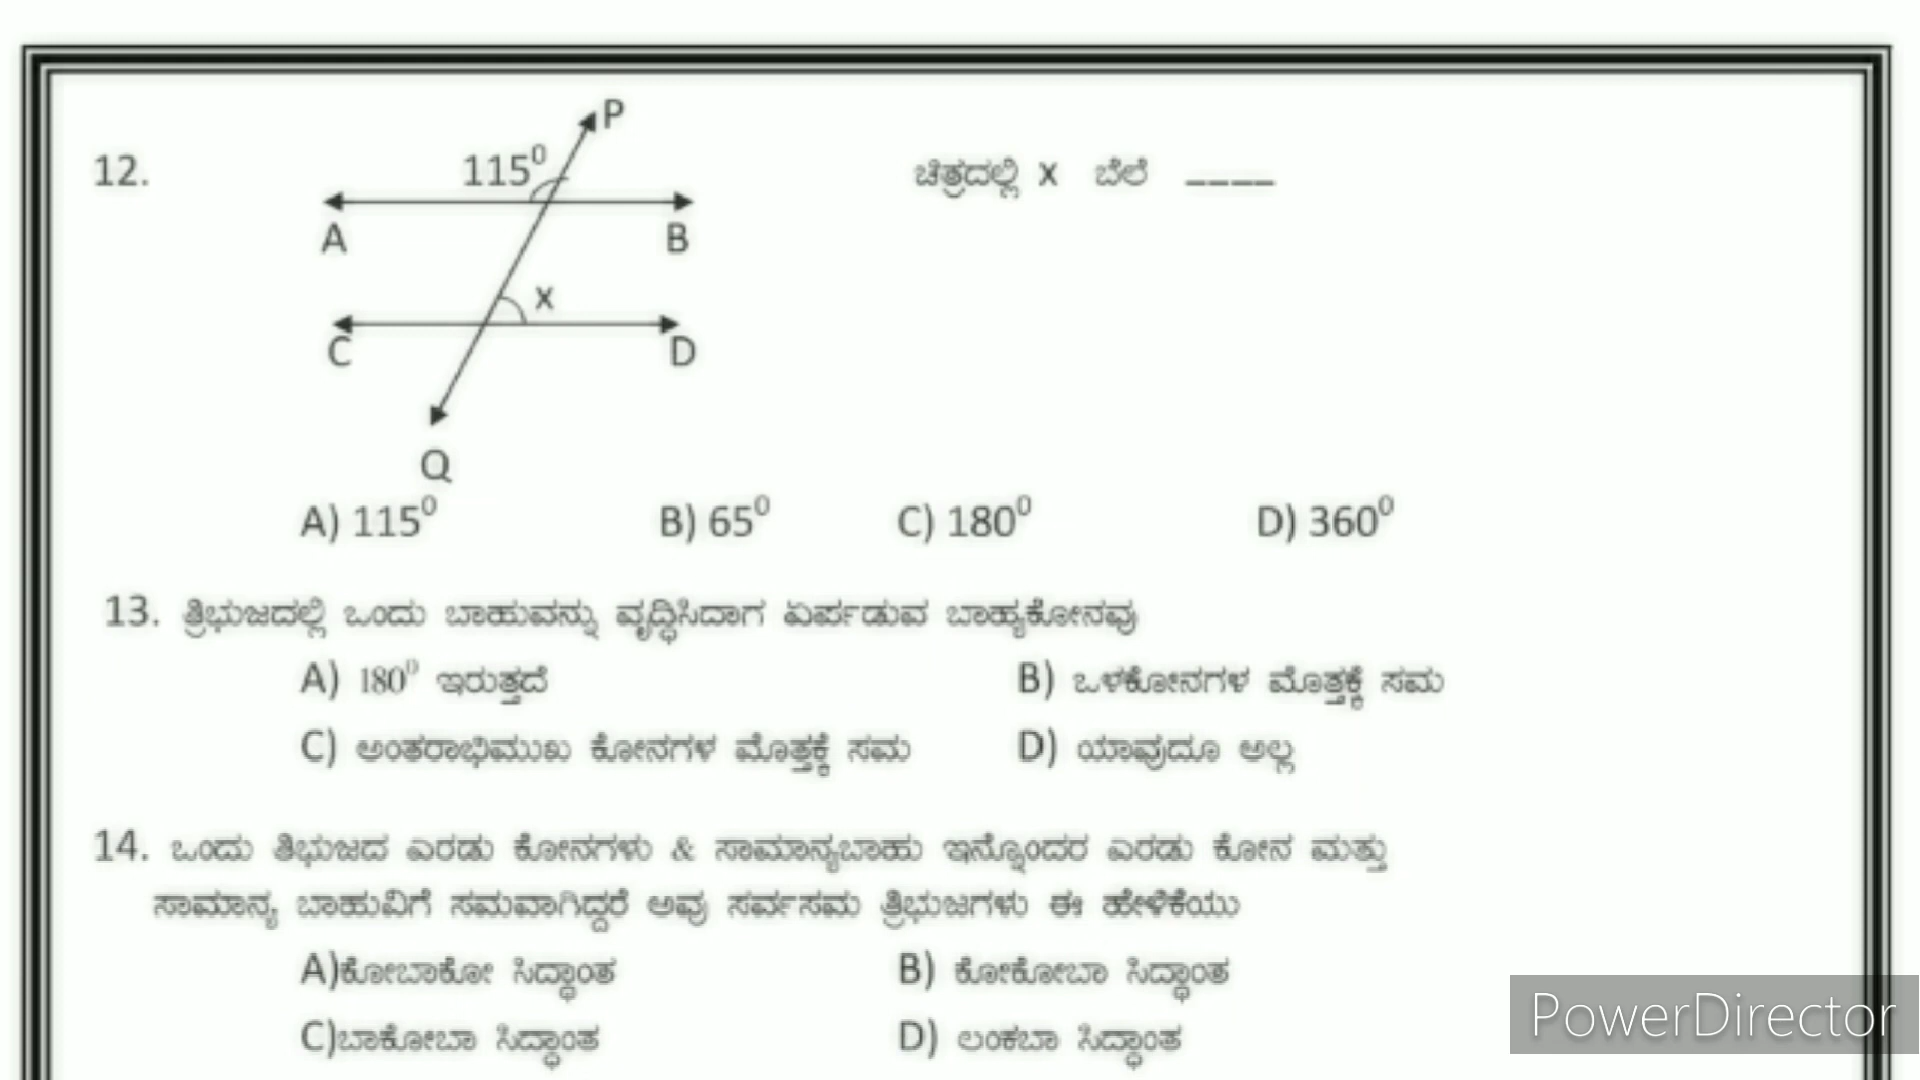 P
12. 115⁰ ಚಿತ್ರದಲ್ಲಿ x ಬೆಲೆ ____
A B
x
C D
Q
A) 115⁰ B) 65⁰ C) 180⁰ D) 360⁰
13. ತ್ರಿಭುಜದಲ್ಲಿ ಒಂದು ಬಾಹುವನ್ನು ವೃದ್ಧಿಸಿದಾಗ ಏರ್ಪಡುವ ಬಾಹ್ಯಕೋನವು
A) 180⁰ ಇರುತ್ತದೆ B) ಒಳಕೋನಗಳ ಮೊತ್ತಕ್ಕೆ ಸಮ
C) ಅಂತರಾಭಿಮುಖ ಕೋನಗಳ ಮೊತ್ತಕ್ಕೆ ಸಮ D) ಯಾವುದೂ ಅಲ್ಲ
14. ಒಂದು ತಿಭುಜದ ಎರಡು ಕೋನಗಳು & ಸಾಮಾನ್ಯಬಾಹು ಇನ್ನೊಂದರ ಎರಡು ಕೋನ ಮತ್ತು
ಸಾಮಾನ್ಯ ಬಾಹುವಿಗೆ ಸಮವಾಗಿದ್ದರೆ ಅವು ಸರ್ವಸಮ ತ್ರಿಭುಜಗಳು ಈ ಹೇಳಿಕೆಯು
A)ಕೋಬಾಕೋ ಸಿದ್ಧಾಂತ B) ಕೋಕೋಬಾ ಸಿದ್ಧಾಂತ
C)ಬಾಕೋಬಾ ಸಿದ್ಧಾಂತ D) ಲಂಕಬಾ ಸಿದ್ಧಾಂತ
PowerDirector